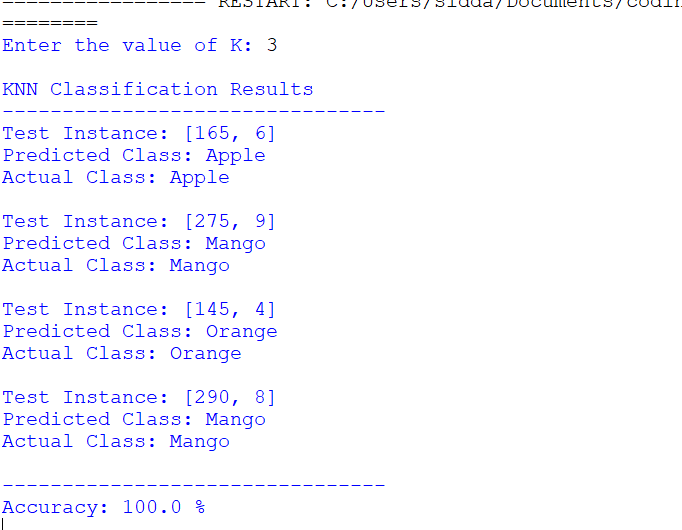 ================= RESTART: C:/Users/sidda/Documents/codin
========
Enter the value of K: 3
KNN Classification Results
--------------------------------
Test Instance: [165, 6]
Predicted Class: Apple
Actual Class: Apple
Test Instance: [275, 9]
Predicted Class: Mango
Actual Class: Mango
Test Instance: [145, 4]
Predicted Class: Orange
Actual Class: Orange
Test Instance: [290, 8]
Predicted Class: Mango
Actual Class: Mango
--------------------------------
Accuracy: 100.0 %